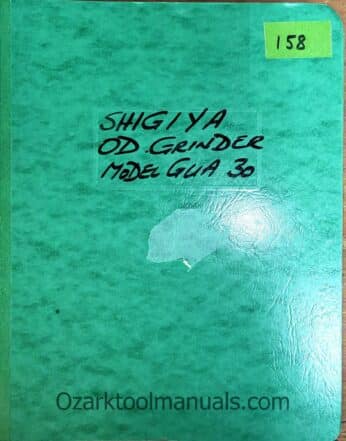 158
SHIGIYA
OD GRINDER
MODEL GUA 30
Ozarktoolmanuals.com